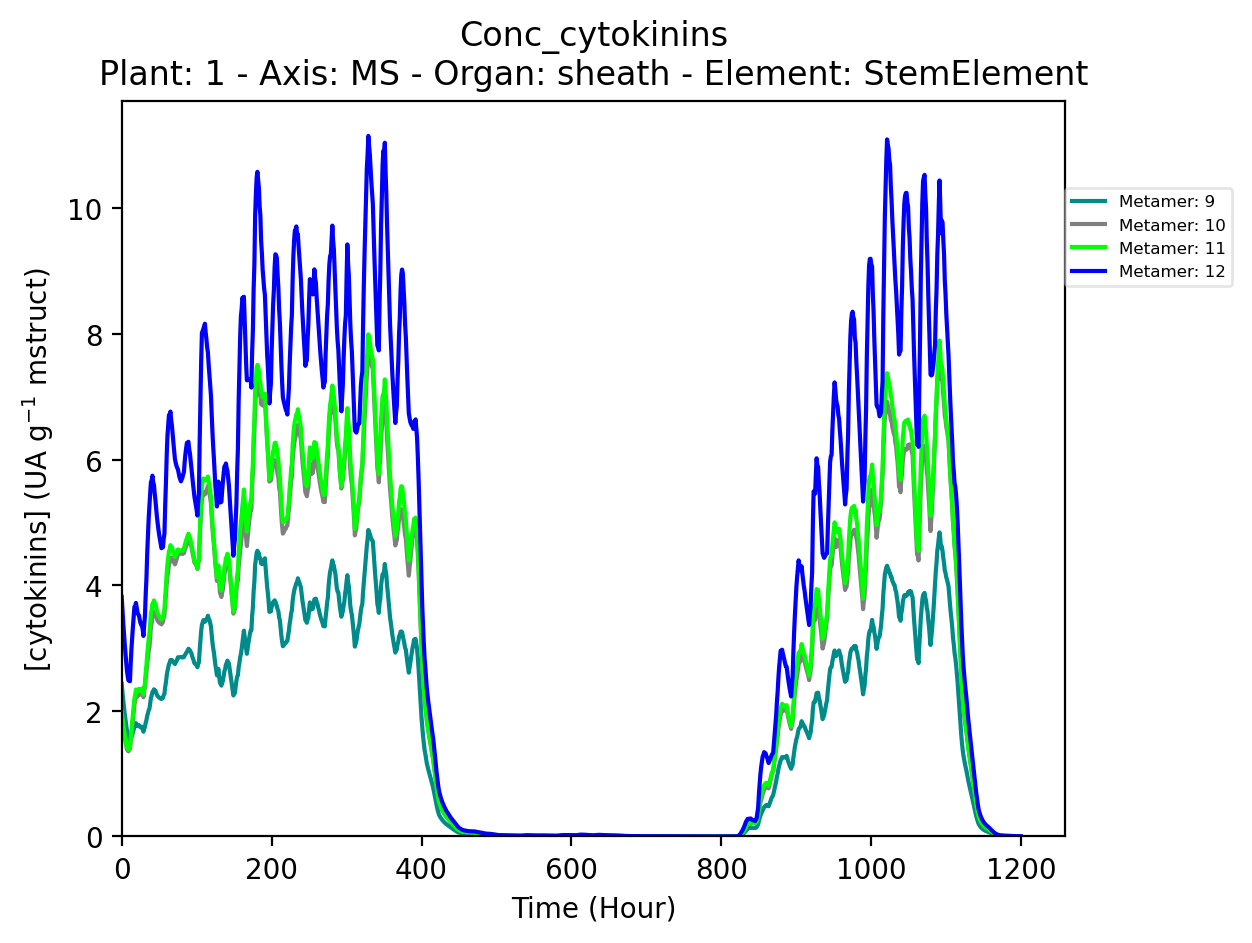 Conc_cytokinins
Plant: 1 - Axis: MS - Organ: sheath - Element: StemElement
[cytokinins] (UA g⁻¹ mstruct)
10
8
6
4
2
0
0 200 400 600 800 1000 1200
Time (Hour)
Metamer: 9
Metamer: 10
Metamer: 11
Metamer: 12